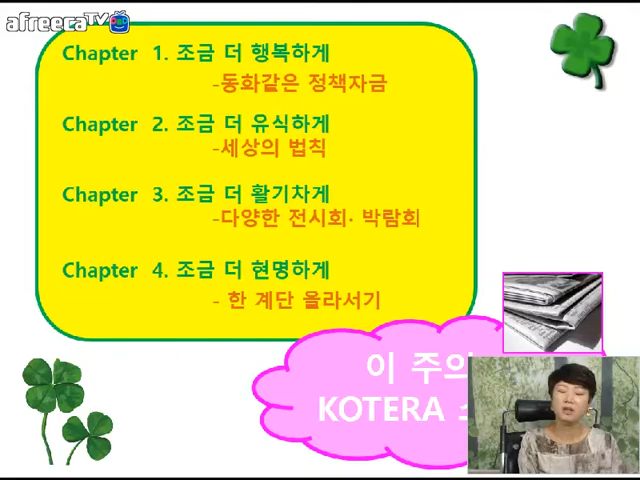 afreecaTV
Chapter 1. 조금 더 행복하게
-동화같은 정책자금
Chapter 2. 조금 더 유식하게
-세상의 법칙
Chapter 3. 조금 더 활기차게
-다양한 전시회· 박람회
Chapter 4. 조금 더 현명하게
- 한 계단 올라서기
이 주의
KOTERA